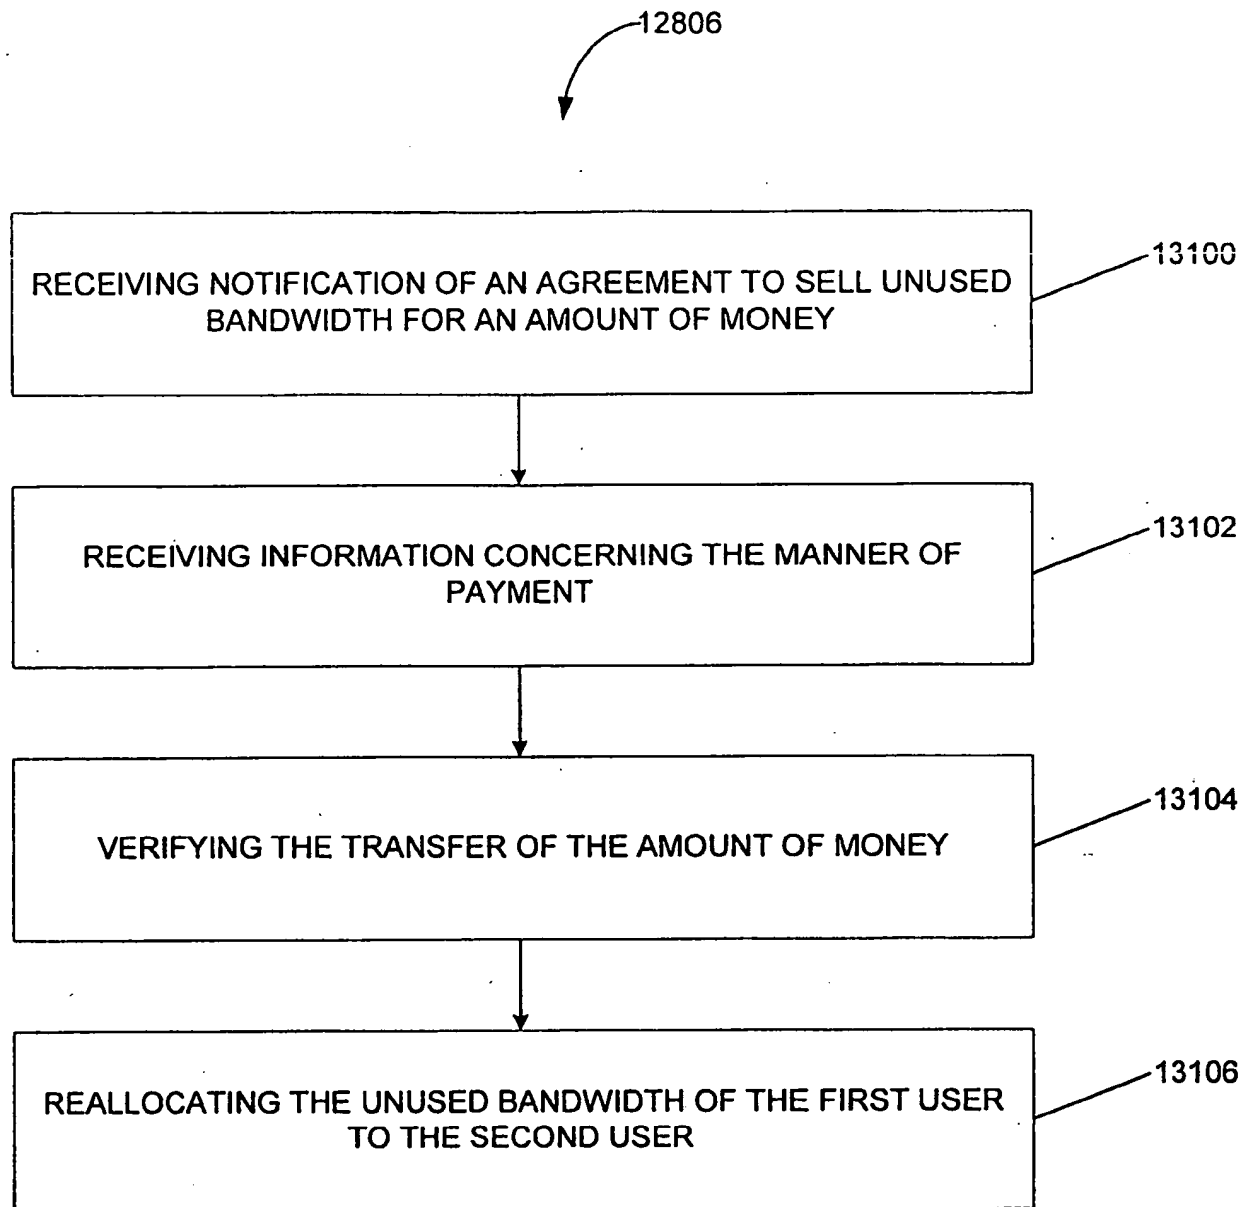 12806
RECEIVING NOTIFICATION OF AN AGREEMENT TO SELL UNUSED
BANDWIDTH FOR AN AMOUNT OF MONEY
13100
RECEIVING INFORMATION CONCERNING THE MANNER OF
PAYMENT
13102
VERIFYING THE TRANSFER OF THE AMOUNT OF MONEY
13104
REALLOCATING THE UNUSED BANDWIDTH OF THE FIRST USER
TO THE SECOND USER
13106